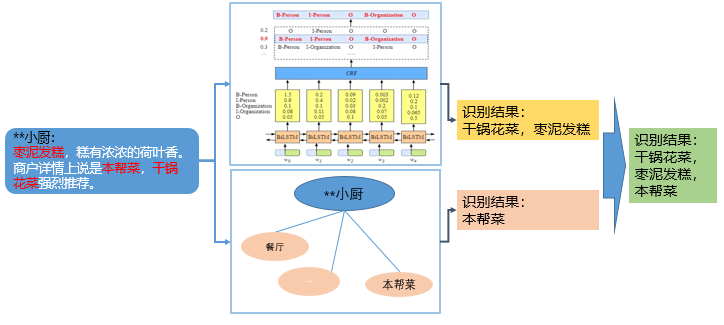 **小厨：
枣泥发糕，糕有浓浓的荷叶香。
商户详情上说是本帮菜，干锅
花菜强烈推荐。
B-Person I-Person O B-Organization O
0.2 O I-Person O O O
0.9 B-Person I-Person O B-Organization O
0.3 B-Person I-Organization O I-Person O
......
CRF
B-Person 1.5 0.2 0.09 0.003 0.12
I-Person 0.9 0.4 0.02 0.002 0.2
B-Organization 0.1 0.1 0.03 0.2 0.1
I-Organization 0.08 0.11 0.08 0.07 0.065
O 0.05 0.05 0.1 0.05 0.5
BiLSTM BiLSTM BiLSTM BiLSTM BiLSTM
w0 w1 w2 w3 w4
识别结果：
干锅花菜，枣泥发糕
**小厨
餐厅
...
本帮菜
识别结果：
本帮菜
识别结果：
干锅花菜，
枣泥发糕，
本帮菜